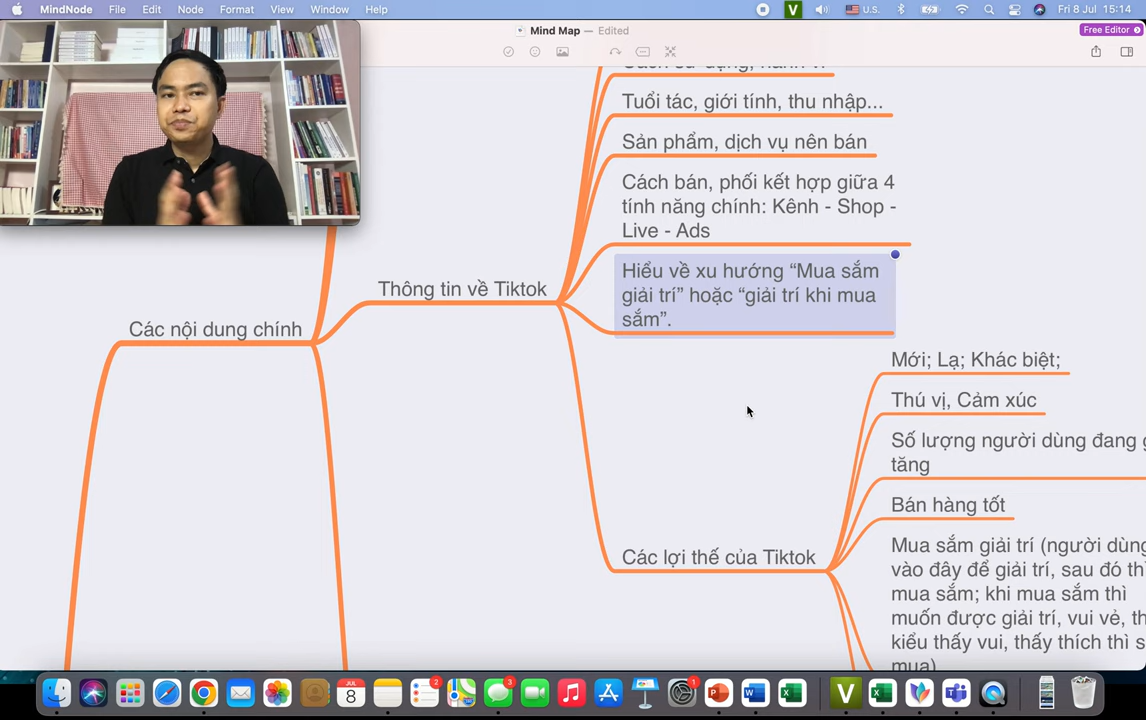 MindNode File Edit Node Format View Window Help
V U.S. Fri 8 Jul 15:14
Mind Map — Edited
Free Editor
Tuổi tác, giới tính, thu nhập...
Sản phẩm, dịch vụ nên bán
Cách bán, phối kết hợp giữa 4
tính năng chính: Kênh - Shop -
Live - Ads
Hiểu về xu hướng “Mua sắm
giải trí” hoặc “giải trí khi mua
sắm”.
Thông tin về Tiktok
Các nội dung chính
Mới; Lạ; Khác biệt;
Thú vị, Cảm xúc
Số lượng người dùng đang
tăng
Bán hàng tốt
Các lợi thế của Tiktok
Mua sắm giải trí (người dùng
vào đây để giải trí, sau đó
mua sắm; khi mua sắm thì
muốn được giải trí, vui vẻ,
kiểu thấy vui, thấy thích thì
mua)
JUL
8
2
3
1
V